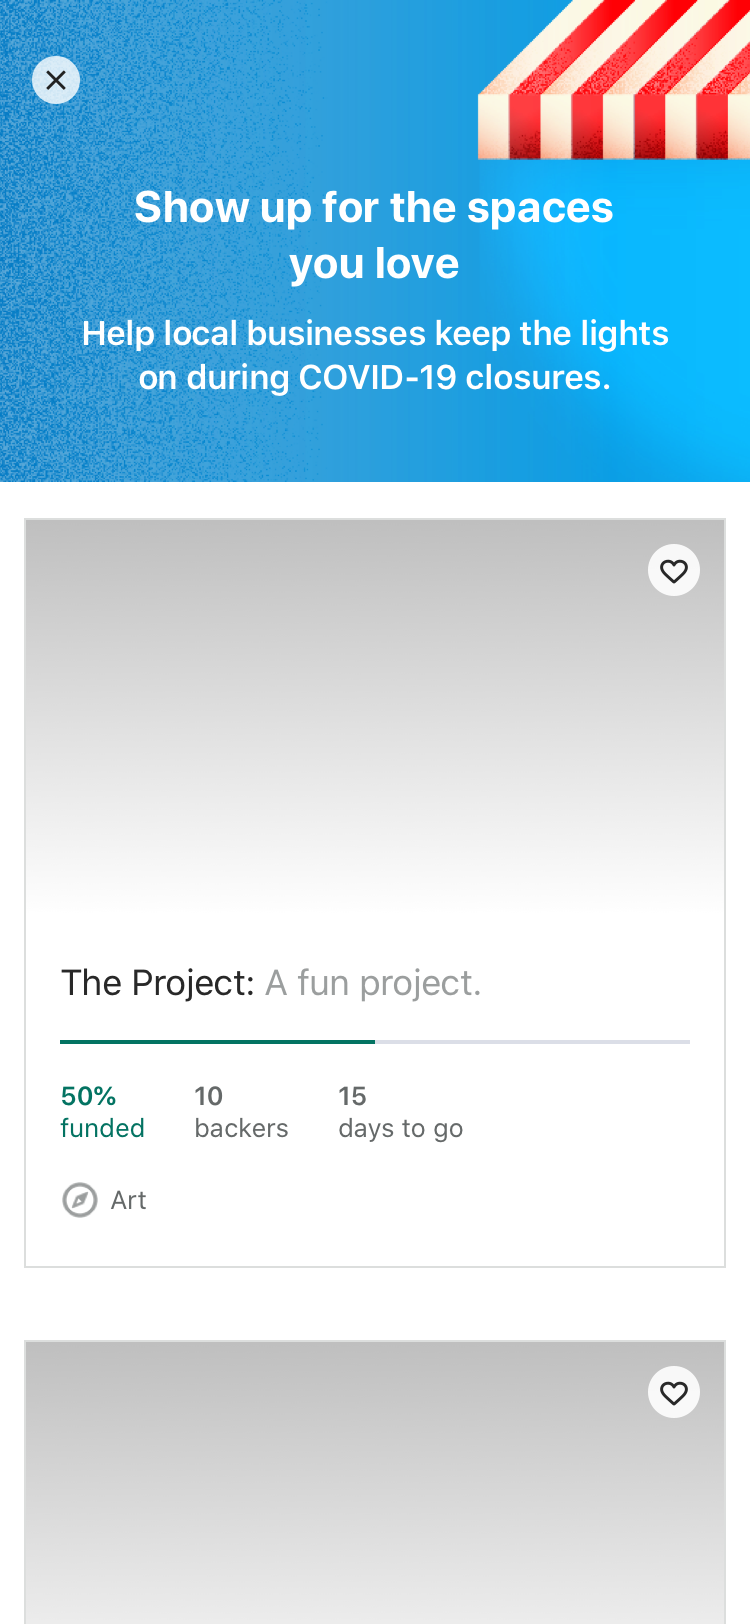 Show up for the spaces
you love
Help local businesses keep the lights
on during COVID-19 closures.
The Project: A fun project.
50% 10 15
funded backers days to go
Art